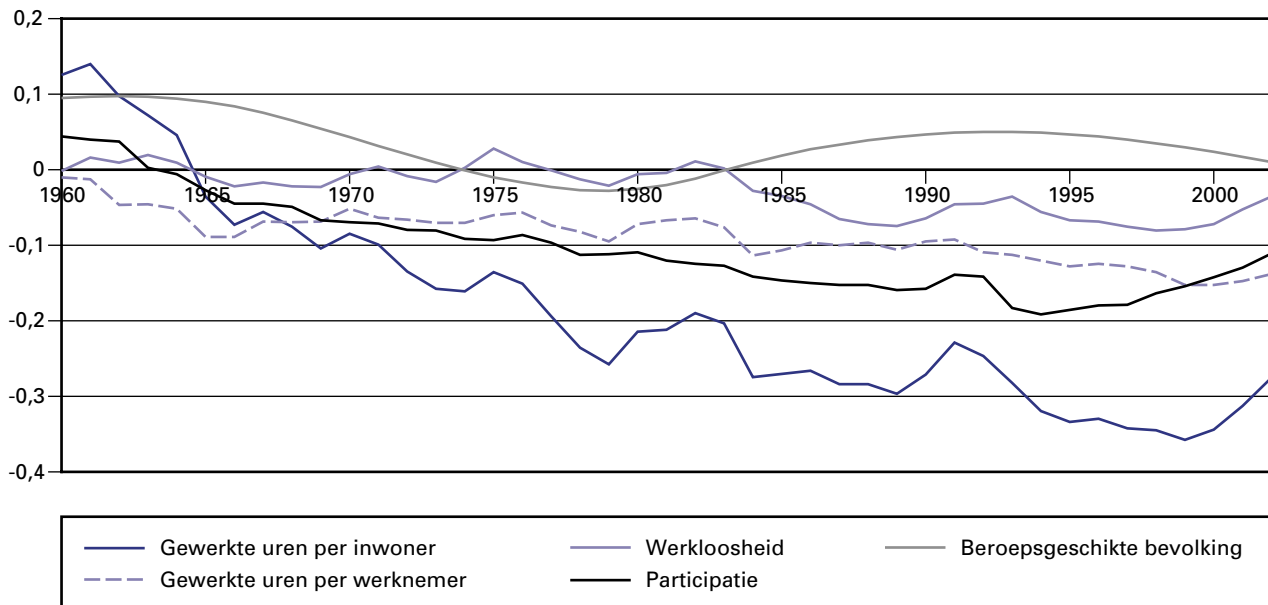 0,2
0,1
0
1960 1965 1970 1975 1980 1985 1990 1995 2000
-0,1
-0,2
-0,3
-0,4
Gewerkte uren per inwoner Werkloosheid Beroepsgeschikte bevolking
Gewerkte uren per werknemer Participatie